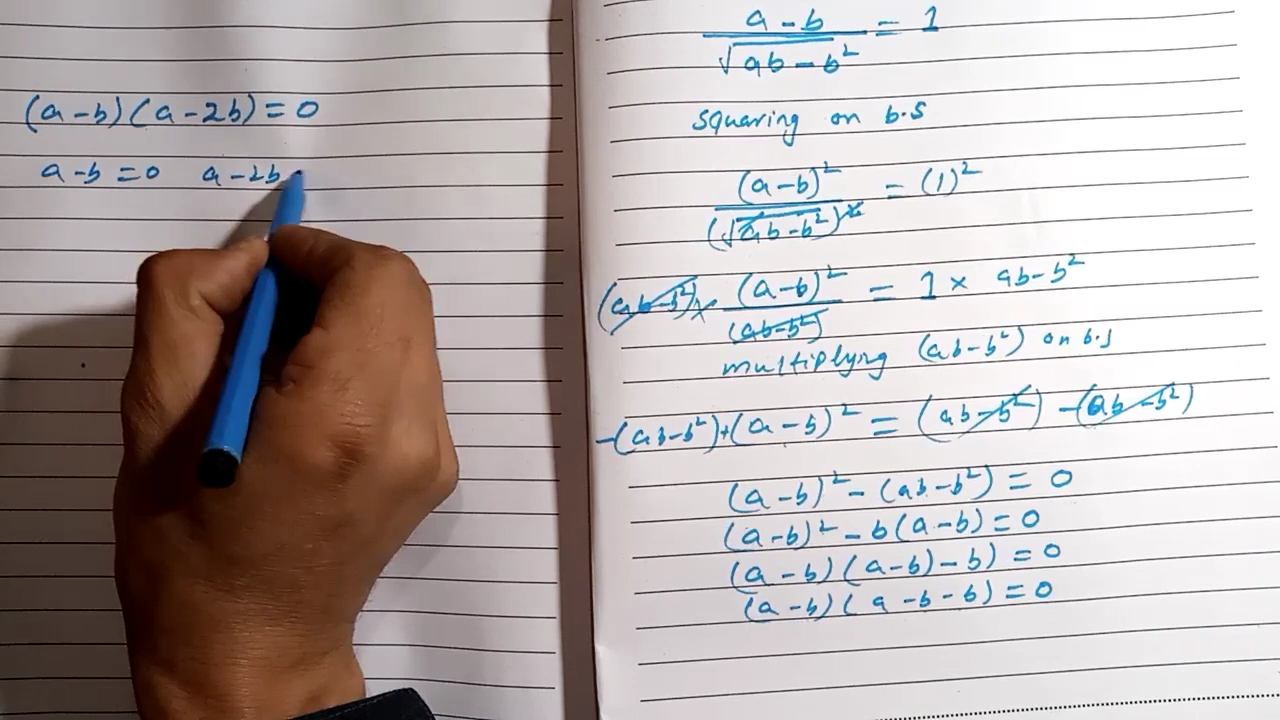 (a-b)(a-2b)=0
a-b=0 a-2b
a-b/√ab-b² = 1
squaring on b.s
(a-b)²/(√ab-b²)² = (1)²
(ab-b²)× (a-b)²/(ab-b²) = 1 × ab-b²
multiplying (ab-b²) on b.s
-(ab-b²)+(a-b)² = (ab-b²) -(ab-b²)
(a-b)²-(ab-b²)=0
(a-b)²-b(a-b)=0
(a-b)(a-b)-b)=0
(a-b)(a-b-b)=0